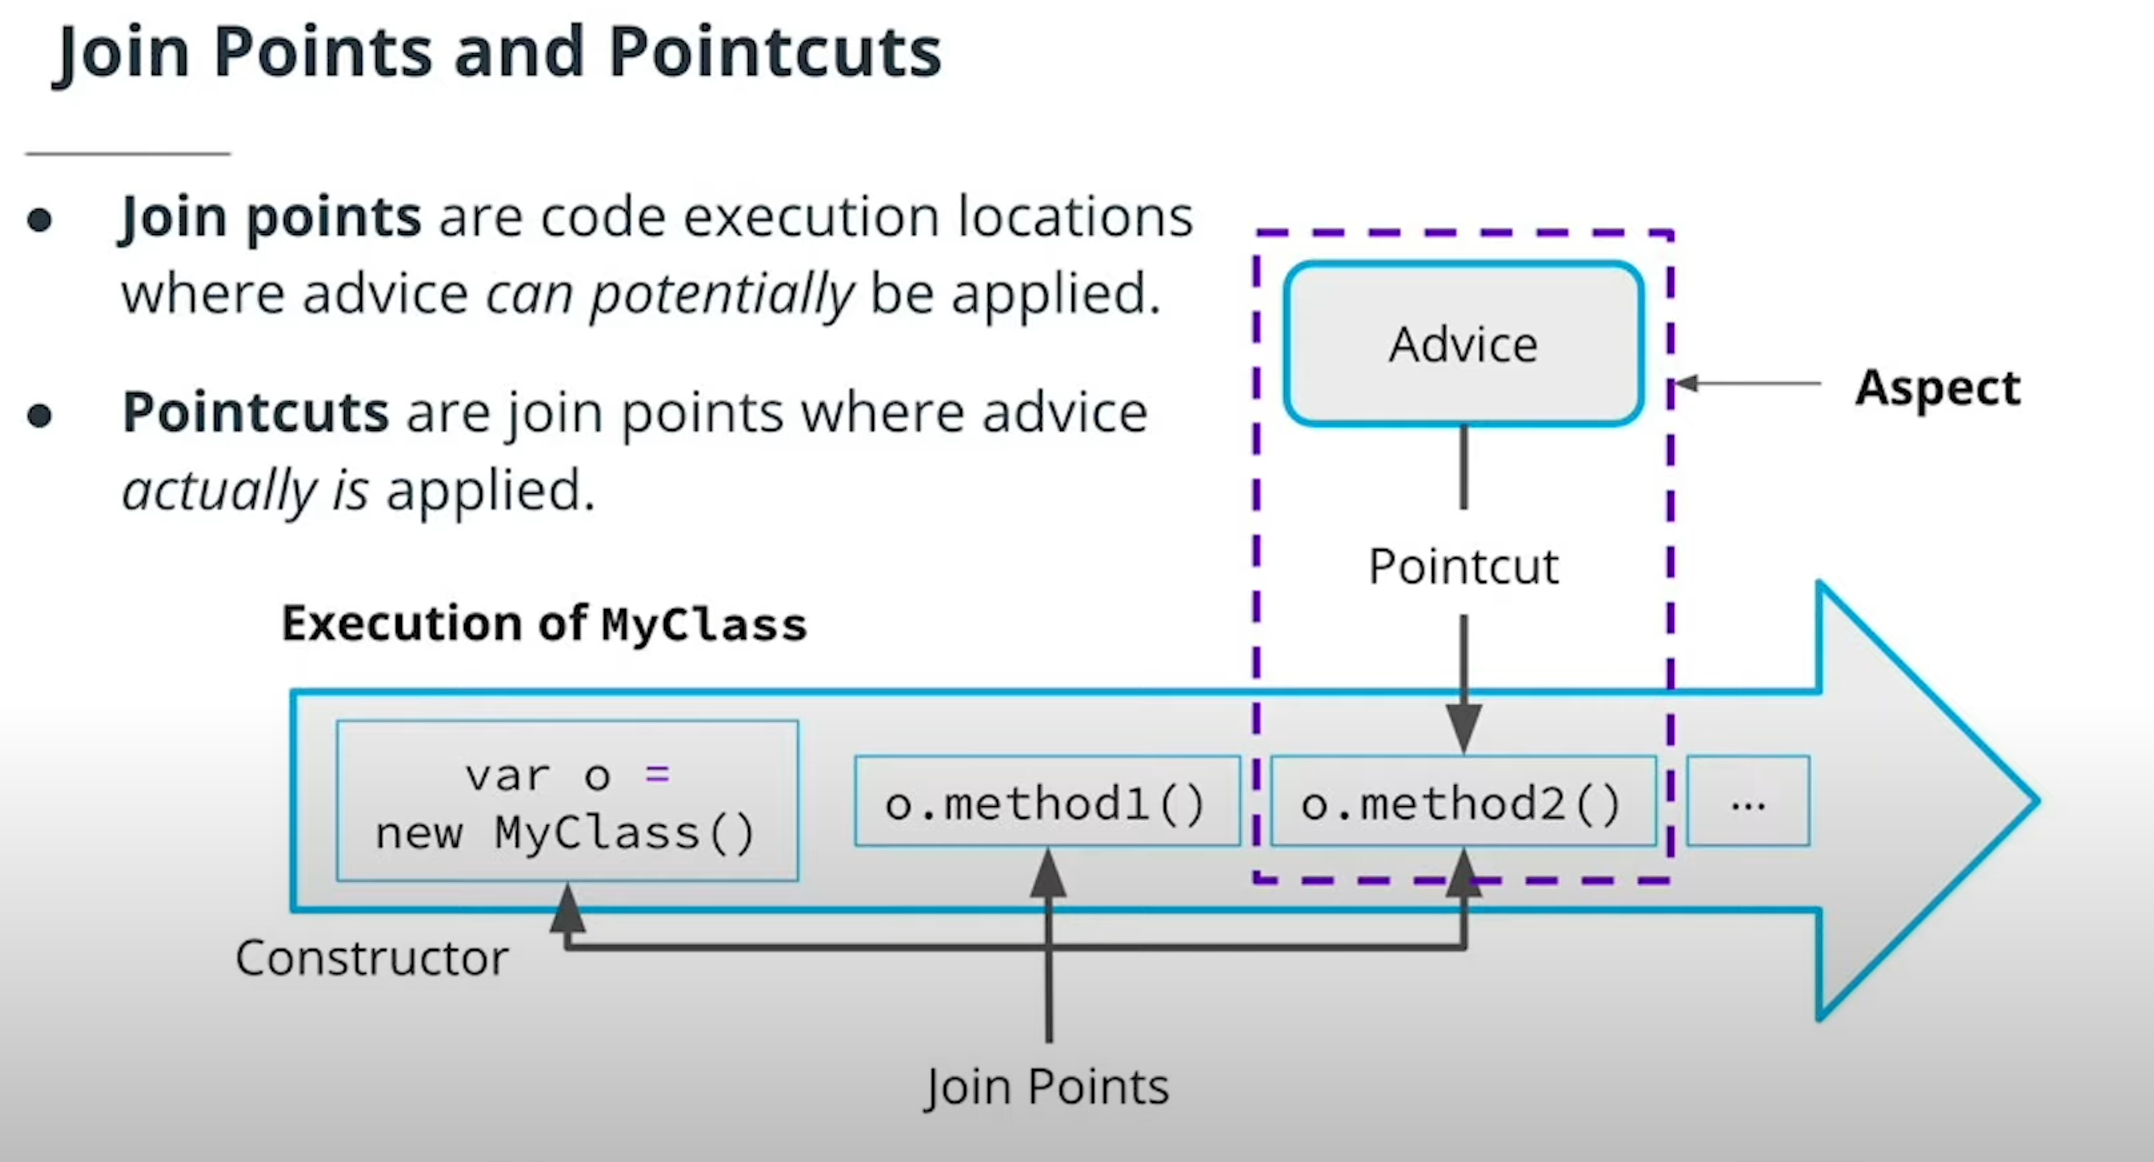 Join Points and Pointcuts
● Join points are code execution locations
where advice can potentially be applied.
● Pointcuts are join points where advice
actually is applied.
Advice
Aspect
Pointcut
Execution of MyClass
var o =
new MyClass()
o.method1()
o.method2()
...
Constructor
Join Points